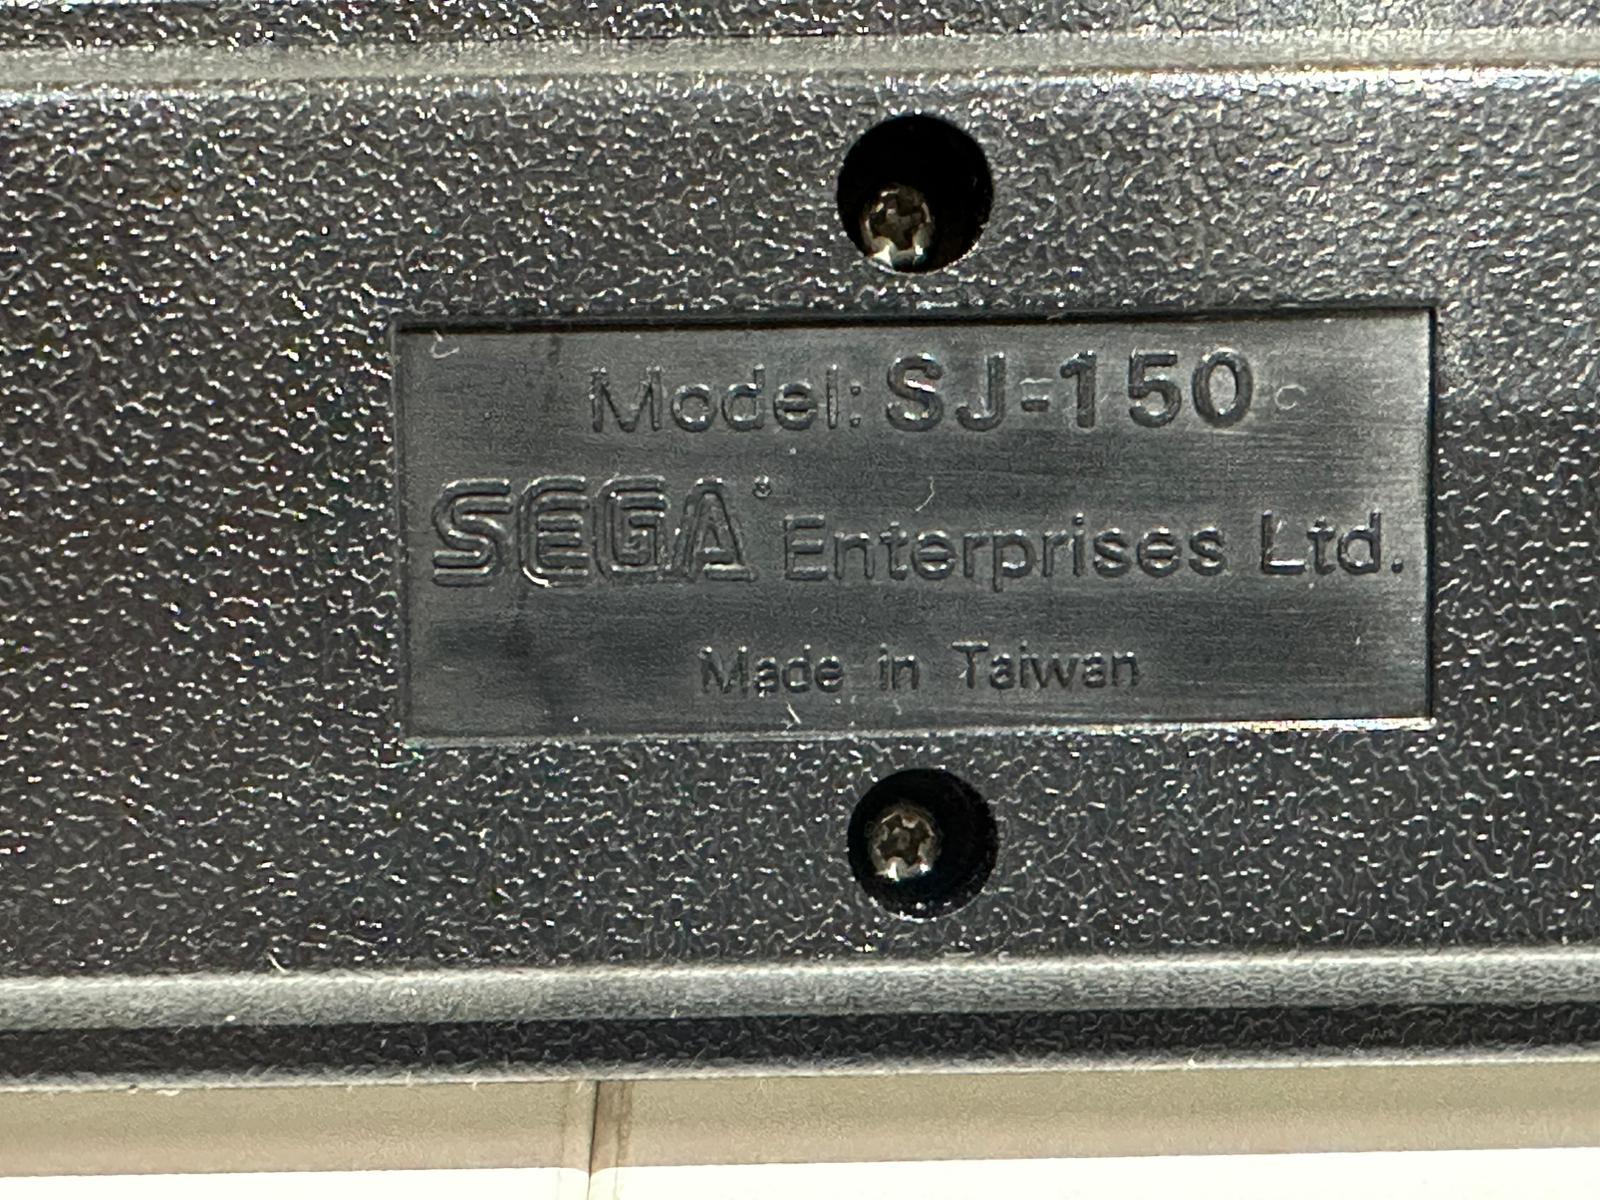 Model: SJ-150
SEGA® Enterprises Ltd.
Made in Taiwan